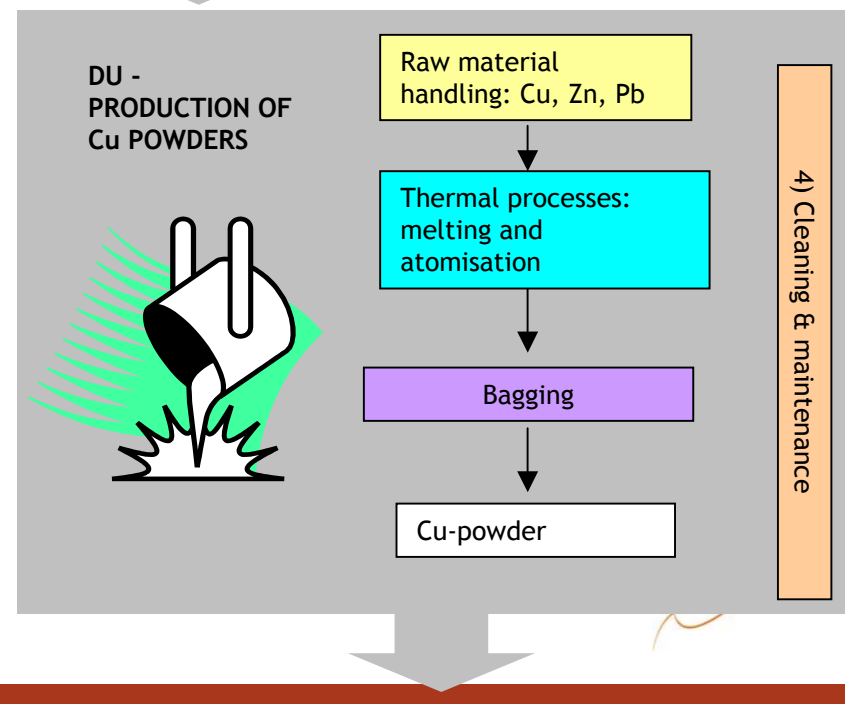 DU -
PRODUCTION OF
Cu POWDERS
Raw material
handling: Cu, Zn, Pb
Thermal processes:
melting and
atomisation
Bagging
Cu-powder
4) Cleaning & maintenance